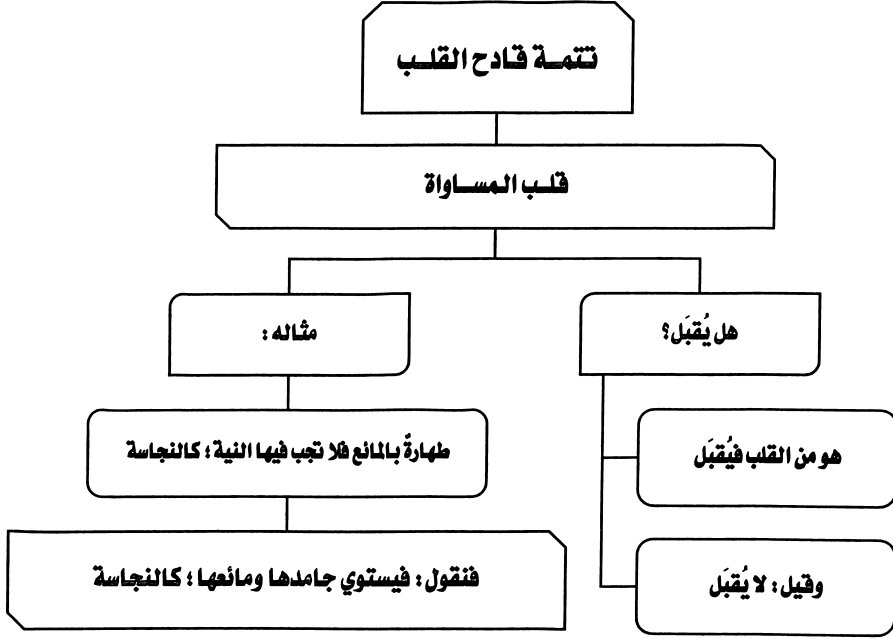 تتمة قادح القلب
قلب المساواة
هل يُقبَل؟
هو من القلب فيُقبَل
وقيل: لا يُقبَل
مثاله:
طهارةٌ بالمائع فلا تجب فيها النية؛ كالنجاسة
فنقول: فيستوي جامدها ومائعها؛ كالنجاسة